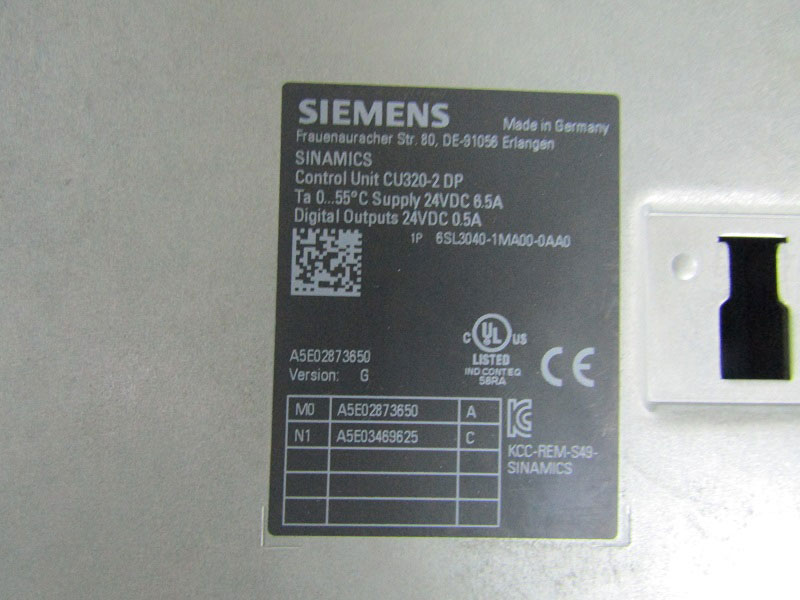 SIEMENS
Made in Germany
Frauenauracher Str. 80, DE-91056 Erlangen
SINAMICS
Control Unit CU320-2 DP
Ta 0...55°C Supply 24VDC 6.5A
Digital Outputs 24VDC 0.5A
1P 6SL3040-1MA00-0AA0
C UL US
LISTED
IND CONT EQ
58RA
CE
A5E02873650
Version: G
M0 A5E02873650 A
N1 A5E03469625 C
KCC-REM-S49-
SINAMICS